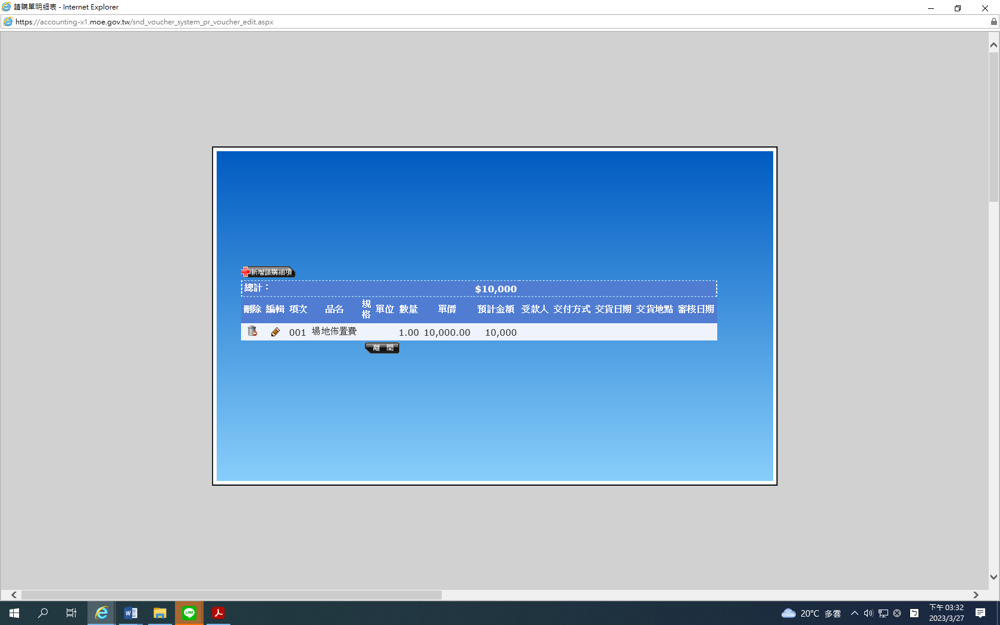 請購單明細表 - Internet Explorer
https://accounting-x1.moe.gov.tw/snd_voucher_system_pr_voucher_edit.aspx
新增請購細項
總計： $10,000
刪除 編輯 項次 品名 規格 單位 數量 單價 預計金額 受款人 交付方式 交貨日期 交貨地點 審核日期
001 場地佈置費 1.00 10,000.00 10,000
離 開
20°C 多雲
下午 03:32
2023/3/27